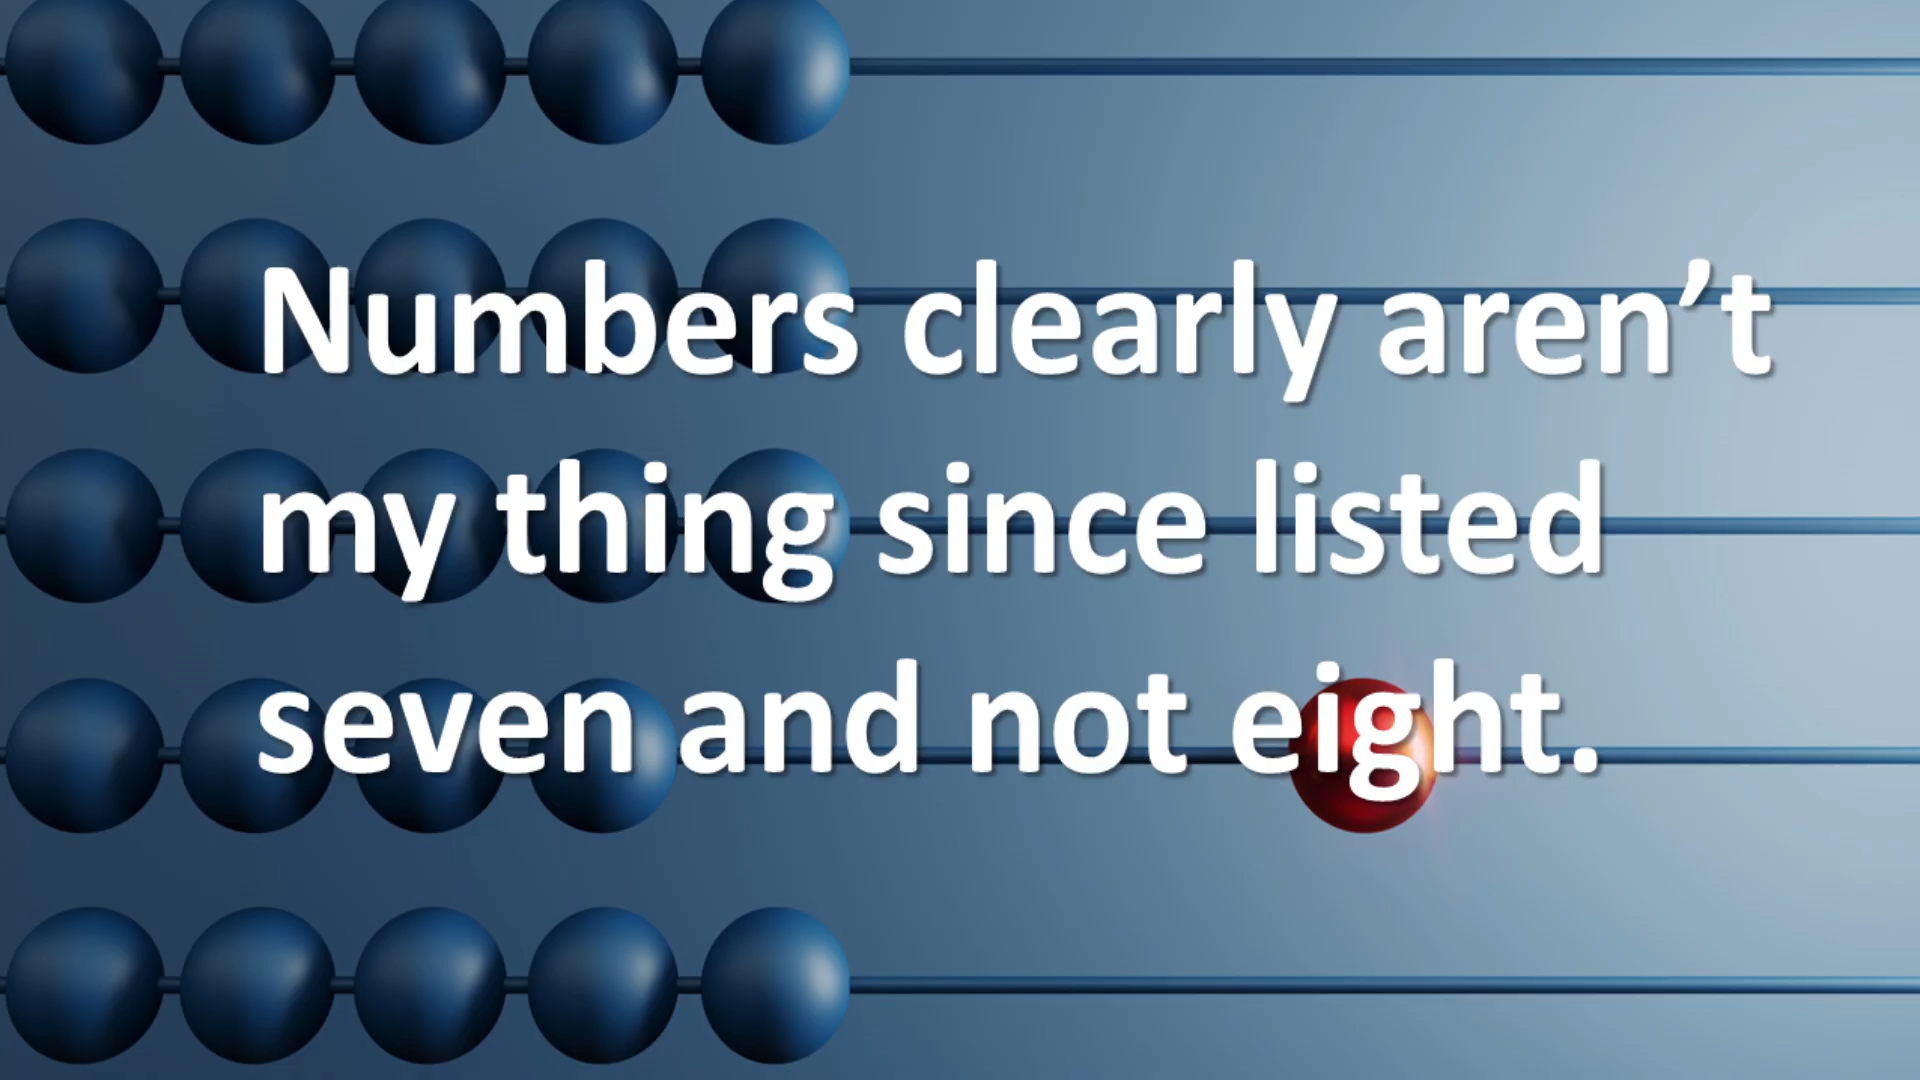 Numbers clearly aren’t
my thing since listed
seven and not eight.